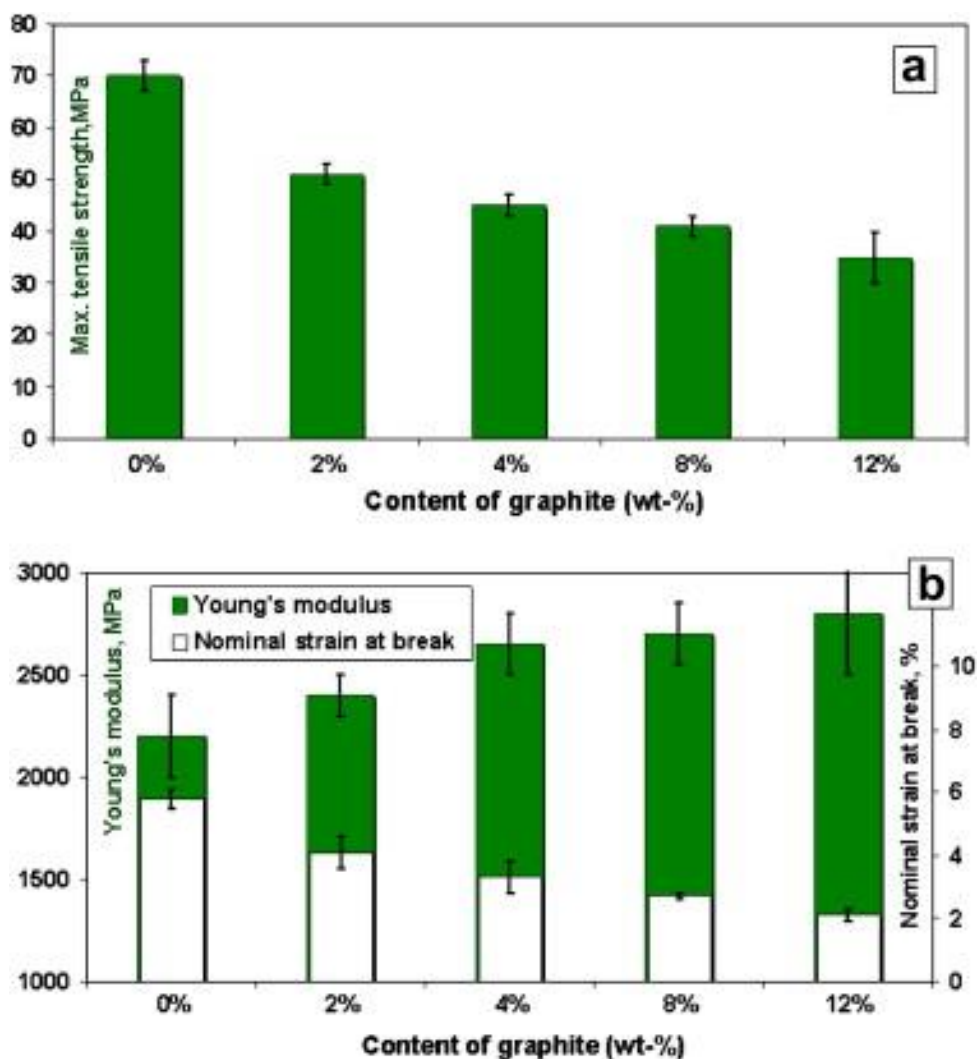 a
Max. tensile strength,MPa
80
70
60
50
40
30
20
10
0
0% 2% 4% 8% 12%
Content of graphite (wt-%)
b
Young's modulus, MPa
3000
2500
2000
1500
1000
Young's modulus
Nominal strain at break
Nominal strain at break, %
10
8
6
4
2
0
0% 2% 4% 8% 12%
Content of graphite (wt-%)